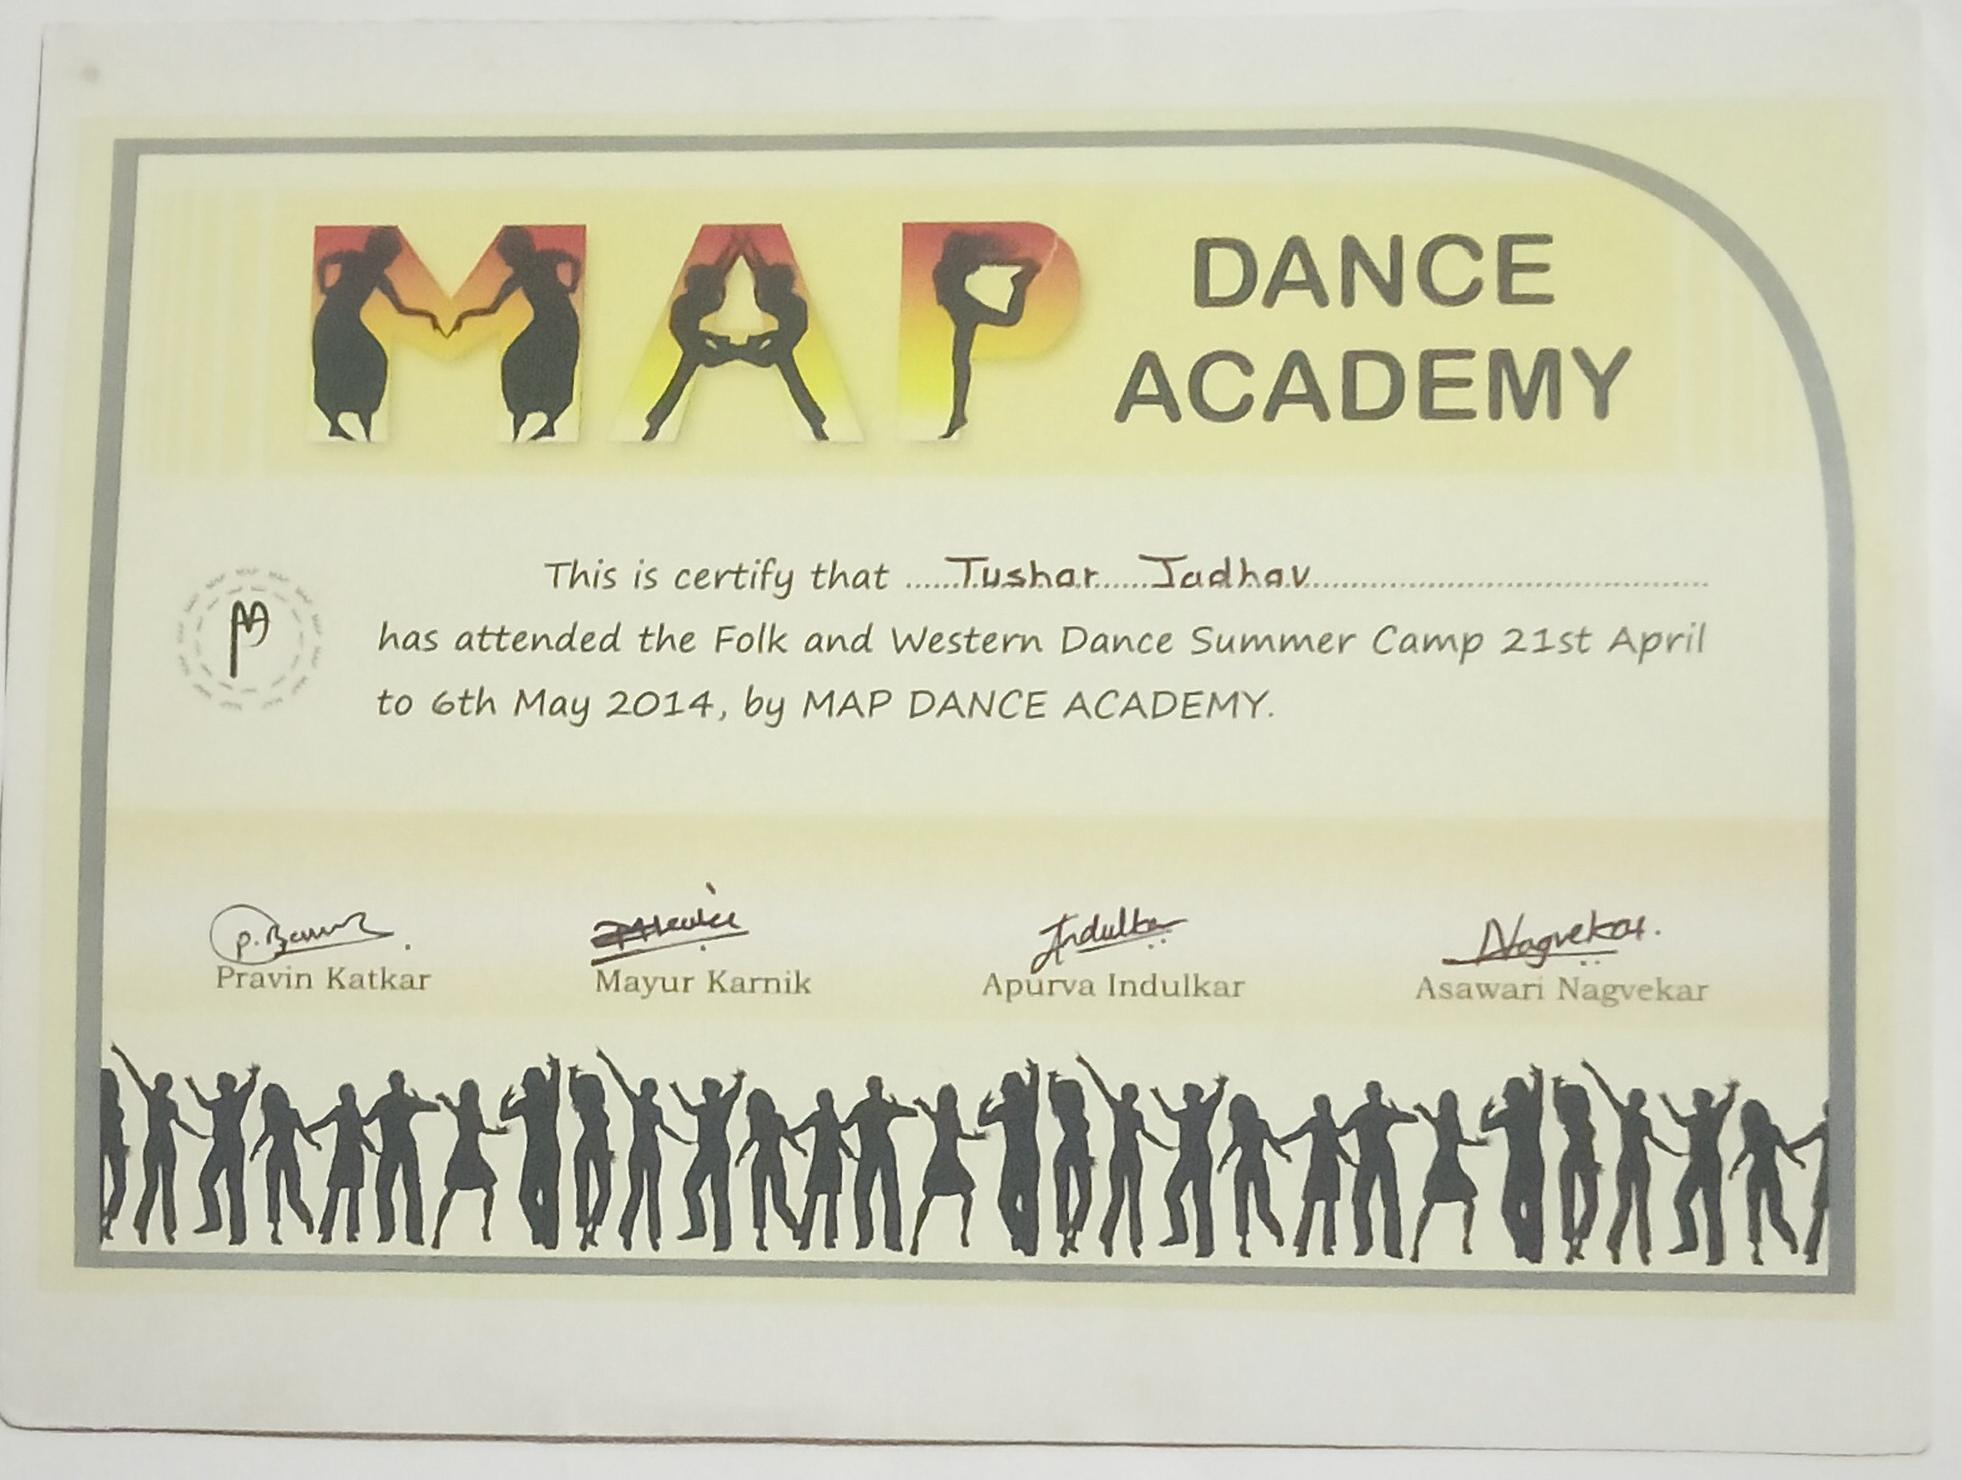 MAP DANCE
ACADEMY
This is certify that ......Tushar......Jadhav......................................................
has attended the Folk and Western Dance Summer Camp 21st April
to 6th May 2014, by MAP DANCE ACADEMY.
Indulkar Nagvekar.
Pravin Katkar Mayur Karnik Apurva Indulkar Asawari Nagvekar